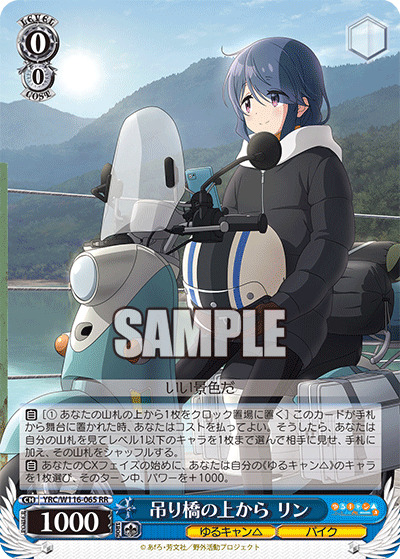 LEVEL
0
0
COST
SAMPLE
いい景色だ
自 [① あなたの山札の上から1枚をクロック置場に置く] このカードが手札
から舞台に置かれた時、あなたはコストを払ってよい。そうしたら、あなたは
自分の山札を見てレベル1以下のキャラを1枚まで選んで相手に見せ、手札に
加え、その山札をシャッフルする。
自 あなたのCXフェイズの始めに、あなたは自分の《ゆるキャン△》のキャラ
を1枚選び、そのターン中、パワーを+1000。
CH YRC/W116-065 RR
1000
吊り橋の上から リン
ゆるキャン△
バイク
©あfろ・芳文社/野外活動プロジェクト